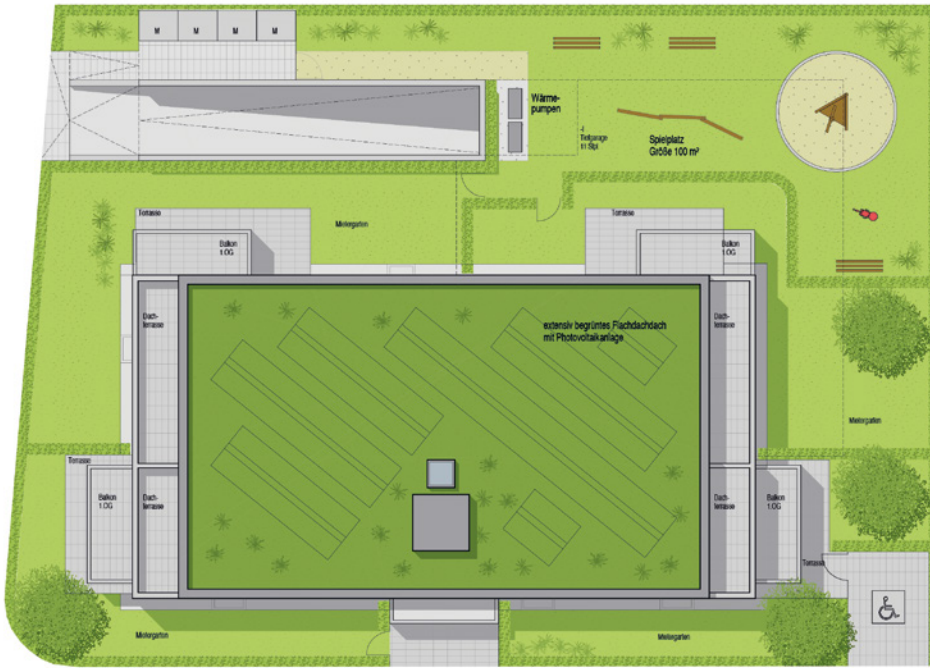 M M M M
Wärme-
pumpen
Tiefgarage
Spielplatz
Größe 100 m²
Terrasse
Mietergarten
Terrasse
Balkon
1.OG
Balkon
1.OG
Dach-
terrasse
Dach-
terrasse
extensiv begrüntes Flachdachdach
mit Photovoltaikanlage
Mietergarten
Terrasse
Balkon
1.OG
Dach-
terrasse
Dach-
terrasse
Balkon
1.OG
Terrasse
Mietergarten
Mietergarten